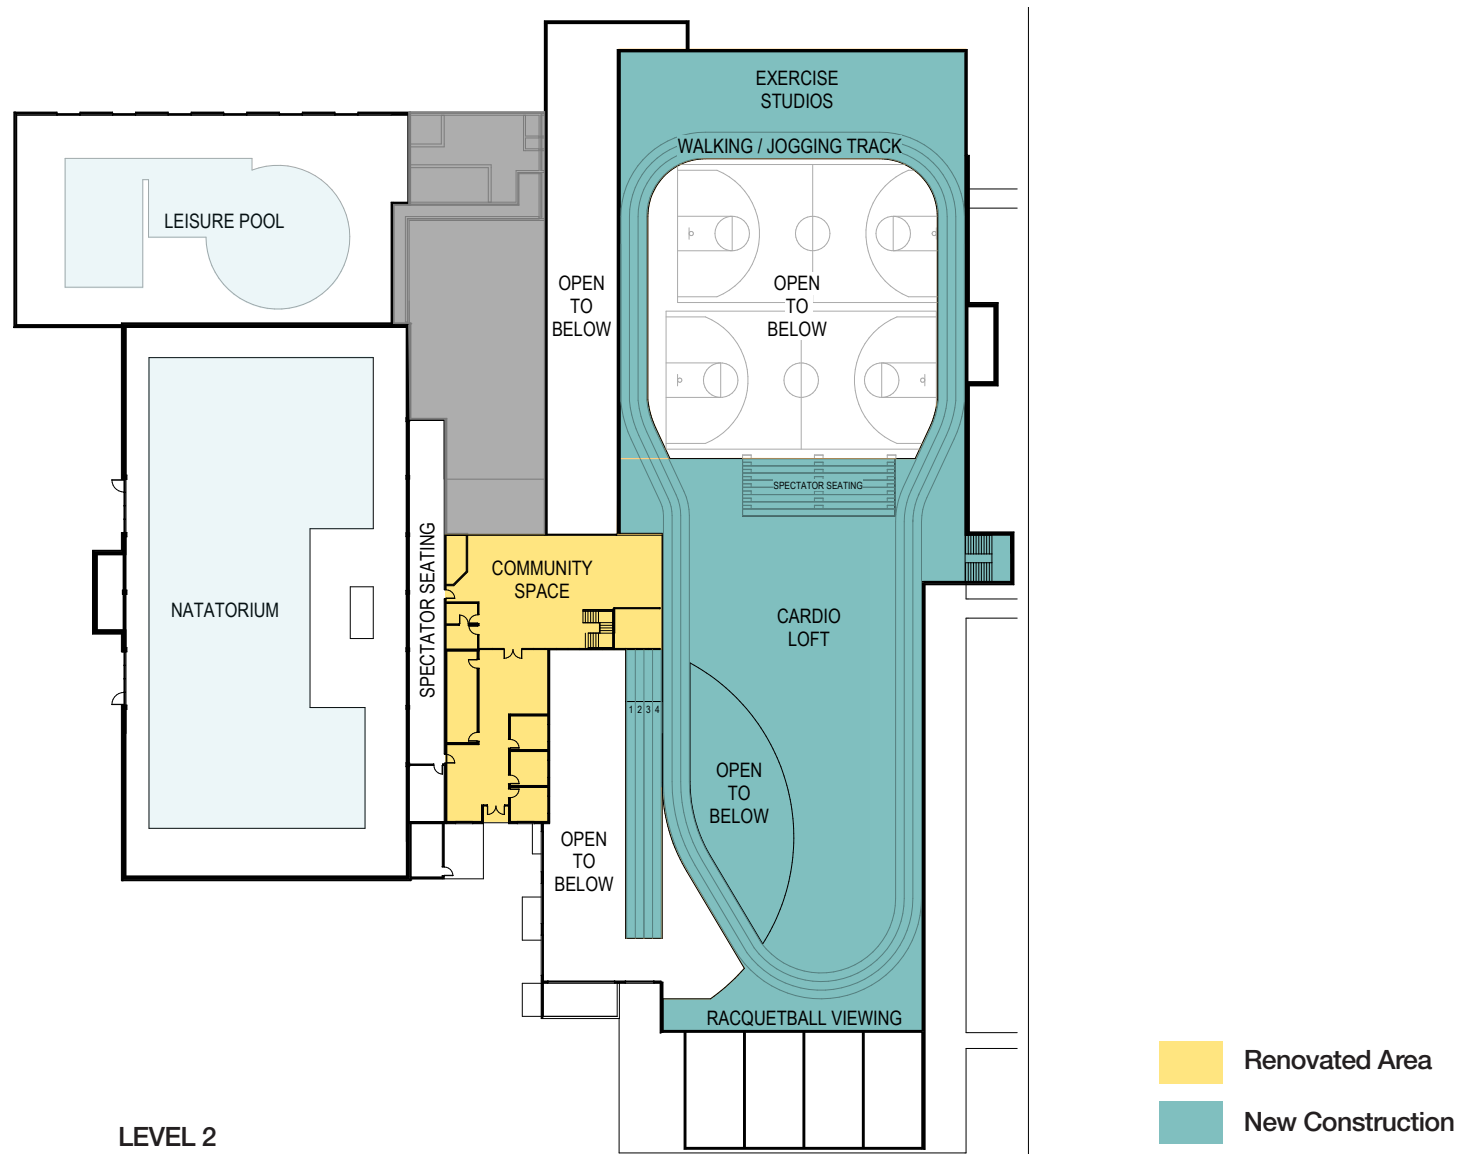 EXERCISE
STUDIOS
WALKING / JOGGING TRACK
LEISURE POOL
OPEN
TO
BELOW
OPEN
TO
BELOW
SPECTATOR SEATING
SPECTATOR SEATING
COMMUNITY
SPACE
NATATORIUM
CARDIO
LOFT
1 2 3 4
OPEN
TO
BELOW
OPEN
TO
BELOW
RACQUETBALL VIEWING
Renovated Area
New Construction
LEVEL 2